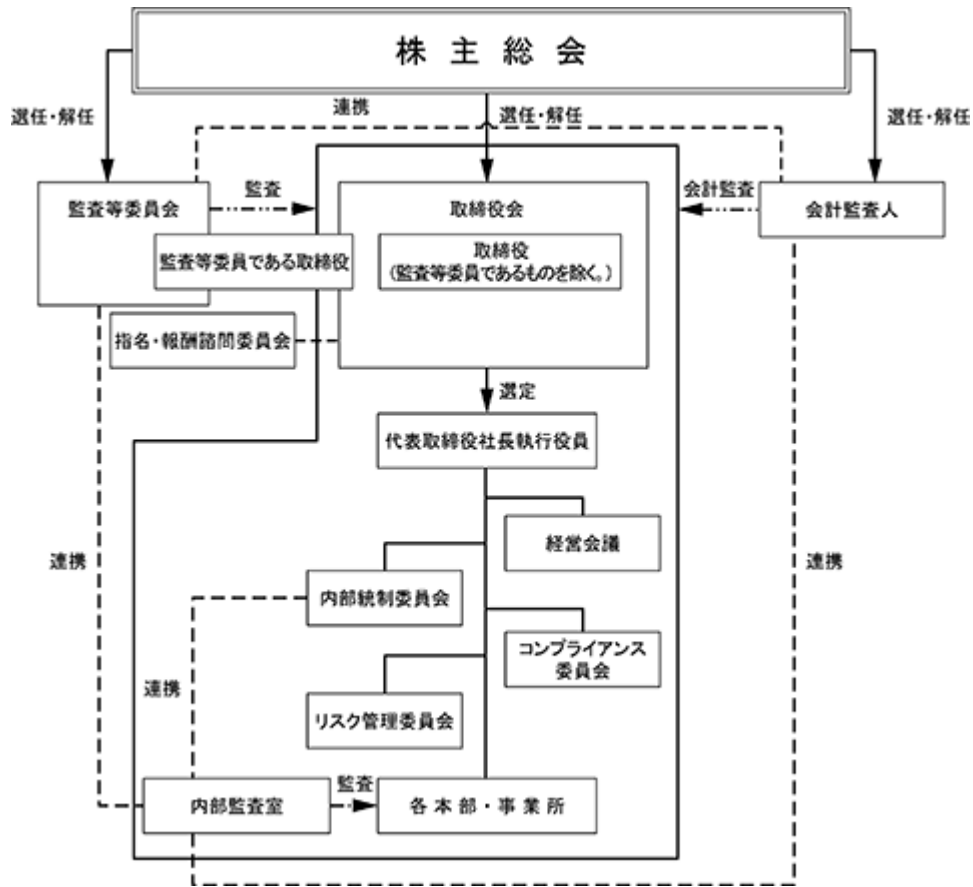 株主総会
選任・解任
連携
選任・解任
選任・解任
監査等委員会
監査
取締役会
会計監査
会計監査人
監査等委員である取締役
取締役
（監査等委員であるものを除く。）
指名・報酬諮問委員会
選定
代表取締役社長執行役員
経営会議
連携
連携
内部統制委員会
コンプライアンス
委員会
連携
リスク管理委員会
監査
内部監査室
各本部・事業所